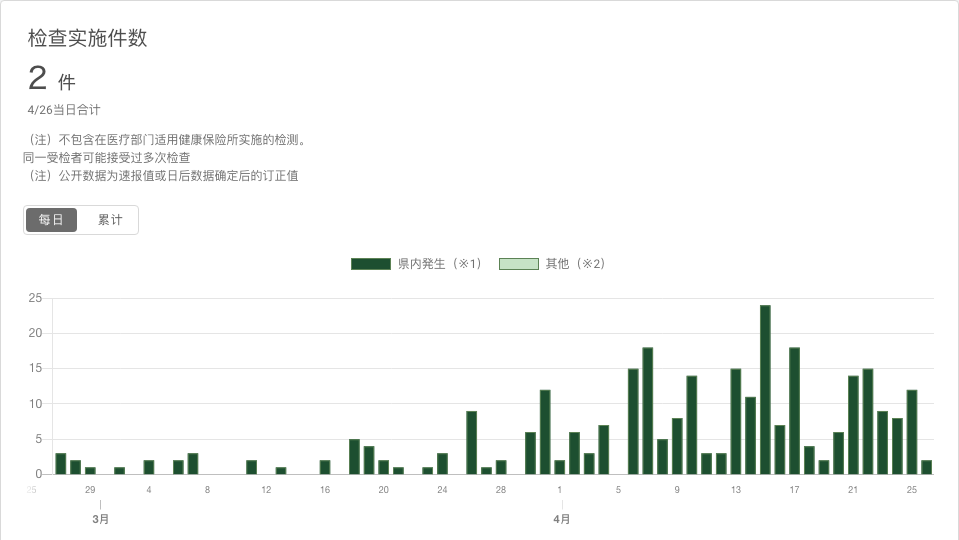 检查实施件数
2 件
4/26当日合计
（注）不包含在医疗部门适用健康保险所实施的检测。
同一受检者可能接受过多次检查
（注）公开数据为速报值或日后数据确定后的订正值
每日 累计
県内発生（※1） 其他（※2）
25
20
15
10
5
0
25 29 4 8 12 16 20 24 28 1 5 9 13 17 21 25
3月 4月